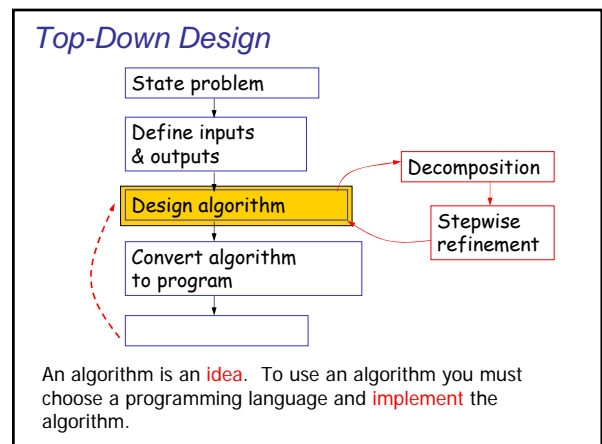 Top-Down Design
State problem
Define inputs
& outputs
Decomposition
Design algorithm
Stepwise
refinement
Convert algorithm
to program
An algorithm is an idea. To use an algorithm you must
choose a programming language and implement the
algorithm.